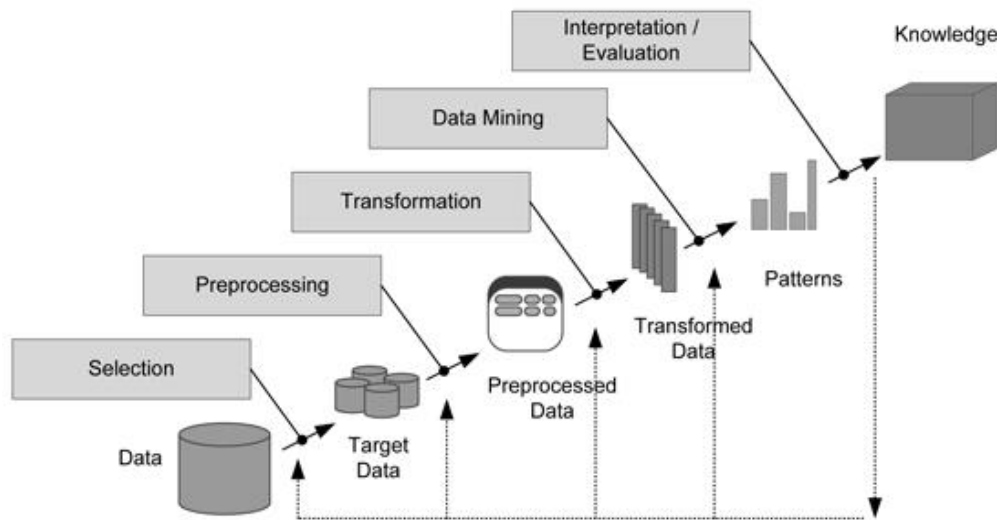 Interpretation /
Evaluation
Knowledge
Data Mining
Transformation
Preprocessing
Patterns
Transformed
Data
Selection
Preprocessed
Data
Target
Data
Data